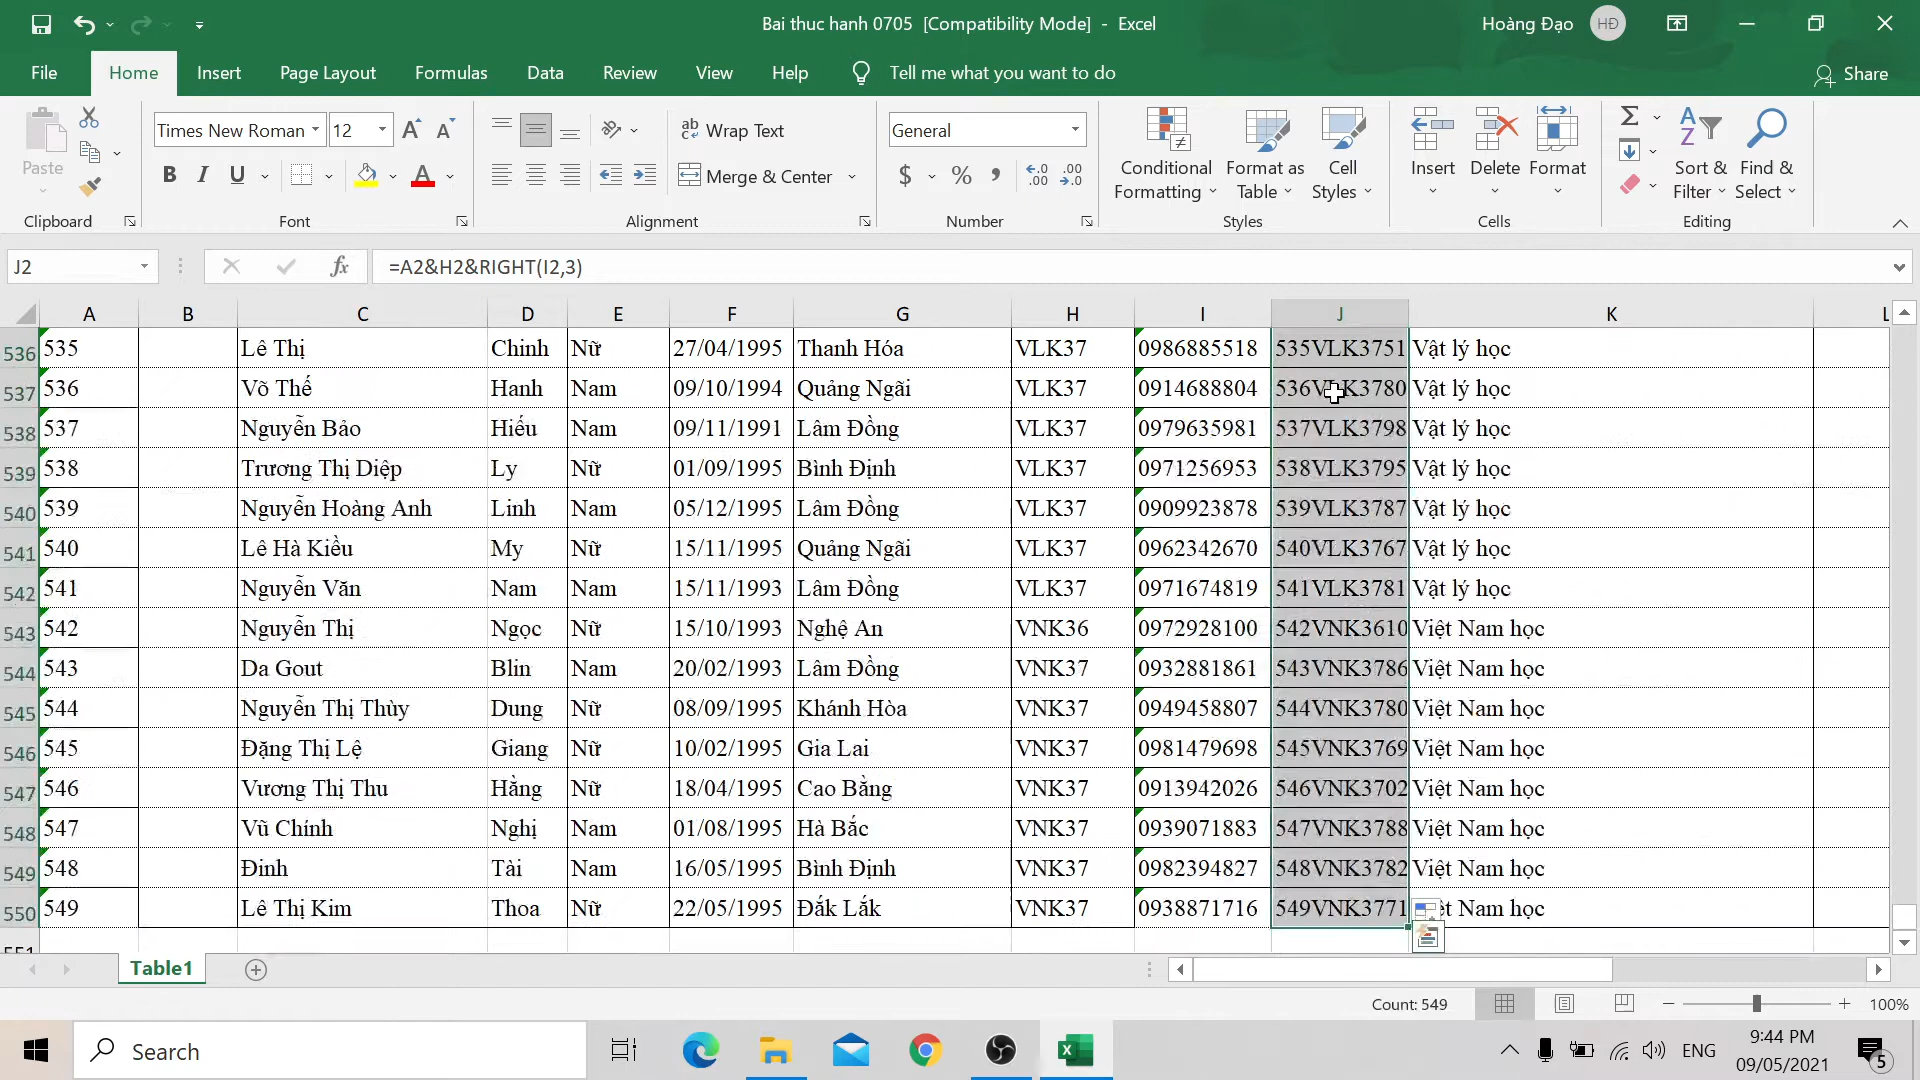 Bai thuc hanh 0705 [Compatibility Mode] - Excel
Hoàng Đạo HĐ
File Home Insert Page Layout Formulas Data Review View Help Tell me what you want to do Share
Paste
Clipboard
Times New Roman 12
B I U
Font
Wrap Text
Merge & Center
Alignment
General
$ % , .00
Number
Conditional Formatting
Format as Table
Cell Styles
Styles
Insert Delete Format
Cells
Sort & Filter
Find & Select
Editing
J2 fx =A2&H2&RIGHT(I2,3)
A B C D E F G H I J K L
536 535 Lê Thị Chinh Nữ 27/04/1995 Thanh Hóa VLK37 0986885518 535VLK3751 Vật lý học
537 536 Võ Thế Hanh Nam 09/10/1994 Quảng Ngãi VLK37 0914688804 536VLK3780 Vật lý học
538 537 Nguyễn Bảo Hiếu Nam 09/11/1991 Lâm Đồng VLK37 0979635981 537VLK3798 Vật lý học
539 538 Trương Thị Diệp Ly Nữ 01/09/1995 Bình Định VLK37 0971256953 538VLK3795 Vật lý học
540 539 Nguyễn Hoàng Anh Linh Nam 05/12/1995 Lâm Đồng VLK37 0909923878 539VLK3787 Vật lý học
541 540 Lê Hà Kiều My Nữ 15/11/1995 Quảng Ngãi VLK37 0962342670 540VLK3767 Vật lý học
542 541 Nguyễn Văn Nam Nam 15/11/1993 Lâm Đồng VLK37 0971674819 541VLK3781 Vật lý học
543 542 Nguyễn Thị Ngọc Nữ 15/10/1993 Nghệ An VNK36 0972928100 542VNK3610 Việt Nam học
544 543 Da Gout Blin Nam 20/02/1993 Lâm Đồng VNK37 0932881861 543VNK3786 Việt Nam học
545 544 Nguyễn Thị Thùy Dung Nữ 08/09/1995 Khánh Hòa VNK37 0949458807 544VNK3780 Việt Nam học
546 545 Đặng Thị Lệ Giang Nữ 10/02/1995 Gia Lai VNK37 0981479698 545VNK3769 Việt Nam học
547 546 Vương Thị Thu Hằng Nữ 18/04/1995 Cao Bằng VNK37 0913942026 546VNK3702 Việt Nam học
548 547 Vũ Chính Nghị Nam 01/08/1995 Hà Bắc VNK37 0939071883 547VNK3788 Việt Nam học
549 548 Đinh Tài Nam 16/05/1995 Bình Định VNK37 0982394827 548VNK3782 Việt Nam học
550 549 Lê Thị Kim Thoa Nữ 22/05/1995 Đắk Lắk VNK37 0938871716 549VNK3771 t Nam học
551
Table1
Count: 549 100%
Search
ENG
9:44 PM
09/05/2021
5